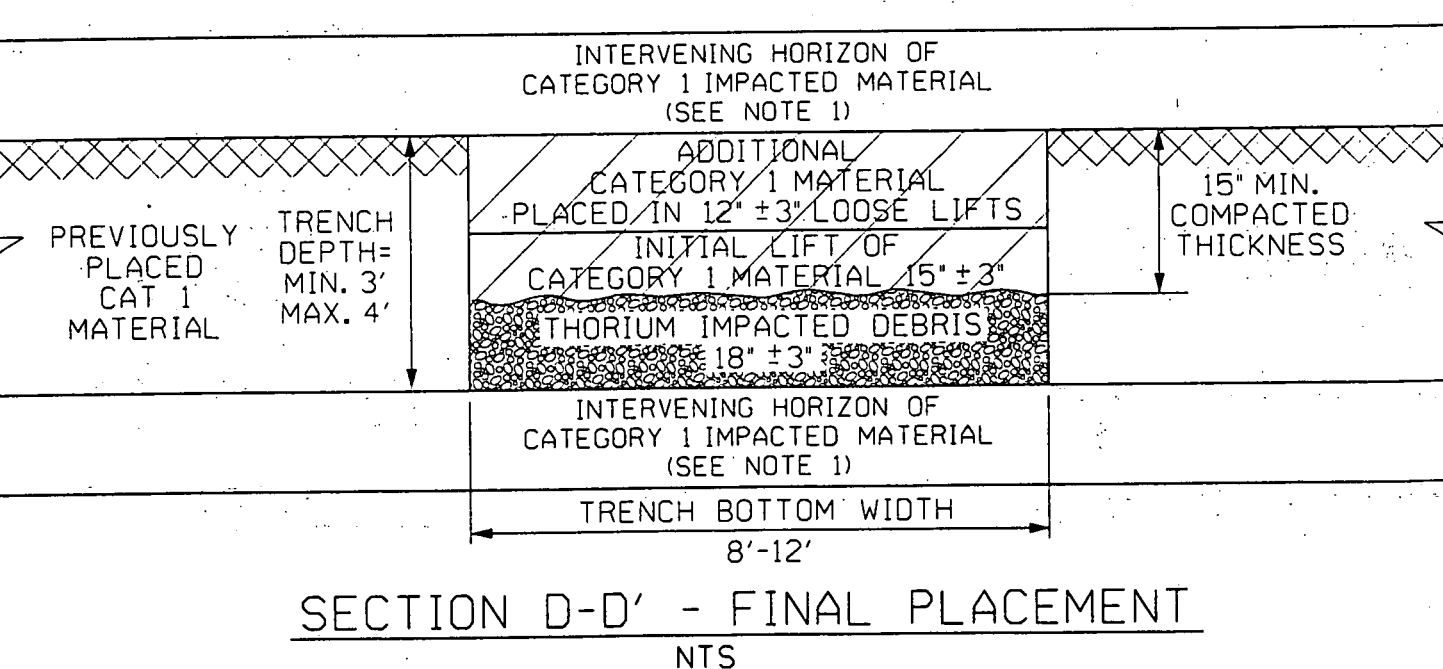 INTERVENING HORIZON OF
CATEGORY 1 IMPACTED MATERIAL
(SEE NOTE 1)
ADDITIONAL
CATEGORY 1 MATERIAL
PLACED IN 12" ±3" LOOSE LIFTS
INITIAL LIFT OF
CATEGORY 1 MATERIAL 15" ±3"
THORIUM IMPACTED DEBRIS
18" ±3"
PREVIOUSLY
PLACED
CAT 1
MATERIAL
TRENCH
DEPTH=
MIN. 3'
MAX. 4'
15" MIN.
COMPACTED
THICKNESS
INTERVENING HORIZON OF
CATEGORY 1 IMPACTED MATERIAL
(SEE NOTE 1)
TRENCH BOTTOM WIDTH
8'-12'
SECTION D-D' - FINAL PLACEMENT
NTS